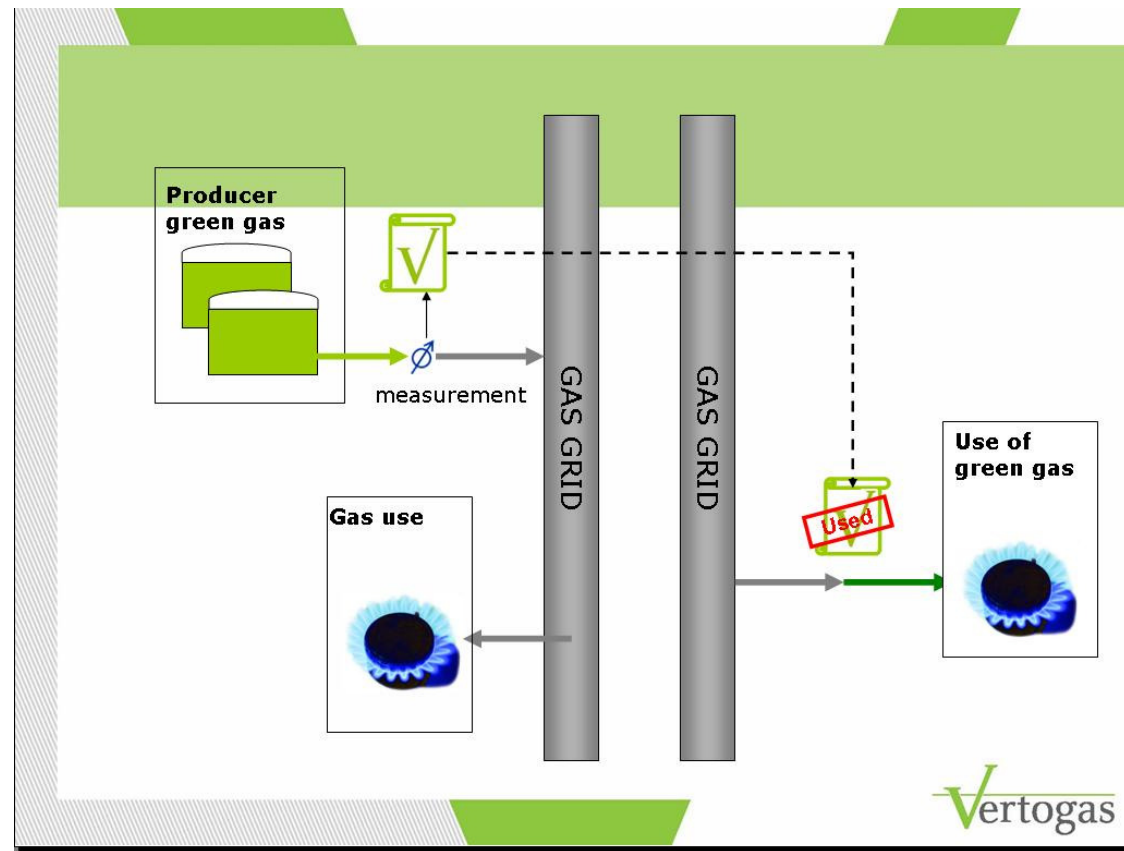 Producer
green gas
V
measurement
GAS GRID
GAS GRID
Gas use
Use of
green gas
V
Used
Vertogas